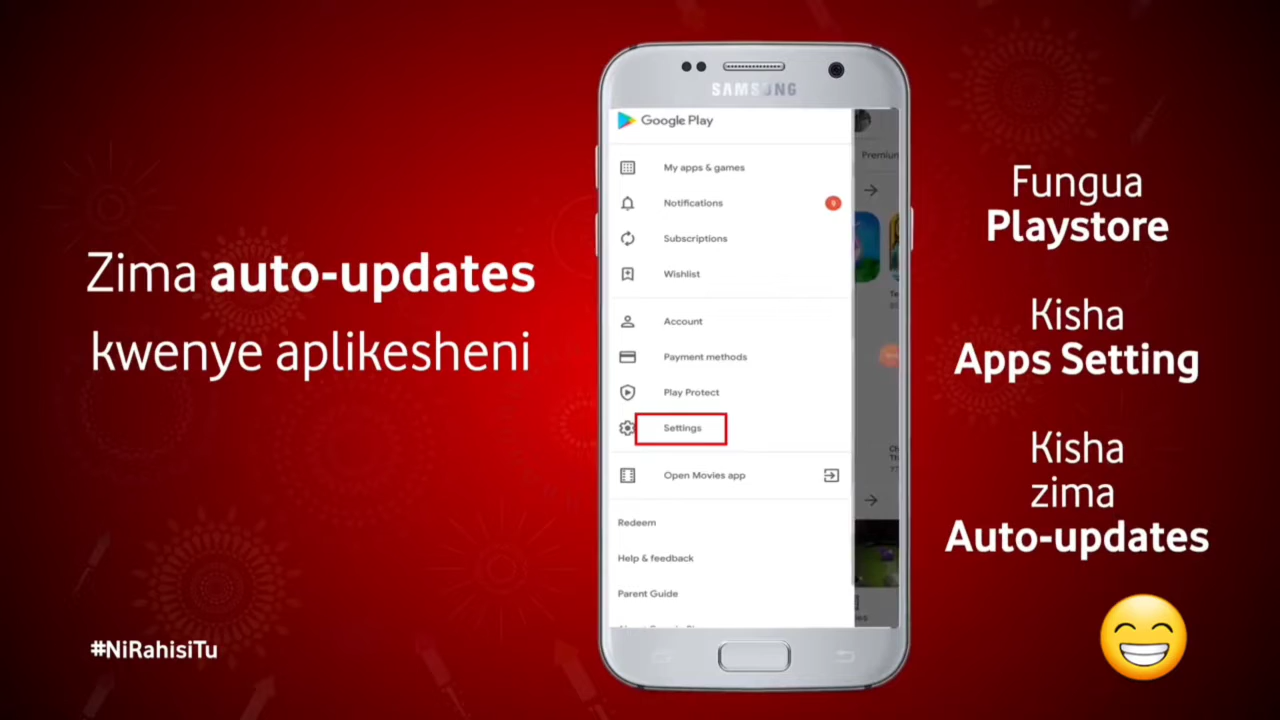 Zima auto-updates
kwenye aplikesheni
#NiRahisiTu
SAMSUNG
Google Play
My apps & games
Notifications
9
Subscriptions
Wishlist
Account
Payment methods
Play Protect
Settings
Open Movies app
Redeem
Help & feedback
Parent Guide
Premium
Fungua
Playstore
Kisha
Apps Setting
Kisha
zima
Auto-updates